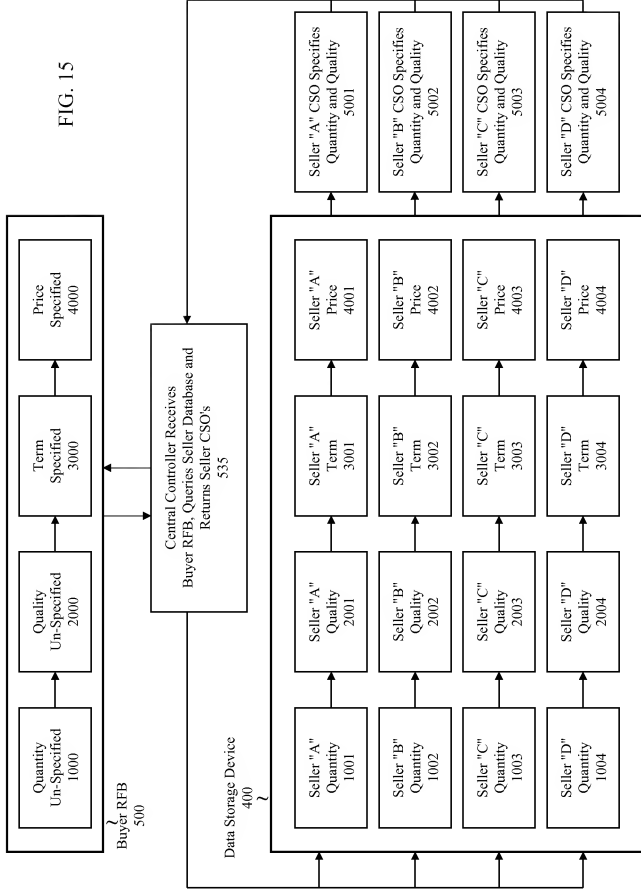 FIG. 15
Quantity
Un-Specified
1000
Quality
Un-Specified
2000
Term
Specified
3000
Price
Specified
4000
Buyer RFB
500
Central Controller Receives
Buyer RFB, Queries Seller Database and
Returns Seller CSO's
535
Data Storage Device
400
Seller "A"
Quantity
1001
Seller "A"
Quality
2001
Seller "A"
Term
3001
Seller "A"
Price
4001
Seller "A" CSO Specifies
Quantity and Quality
5001
Seller "B"
Quantity
1002
Seller "B"
Quality
2002
Seller "B"
Term
3002
Seller "B"
Price
4002
Seller "B" CSO Specifies
Quantity and Quality
5002
Seller "C"
Quantity
1003
Seller "C"
Quality
2003
Seller "C"
Term
3003
Seller "C"
Price
4003
Seller "C" CSO Specifies
Quantity and Quality
5003
Seller "D"
Quantity
1004
Seller "D"
Quality
2004
Seller "D"
Term
3004
Seller "D"
Price
4004
Seller "D" CSO Specifies
Quantity and Quality
5004